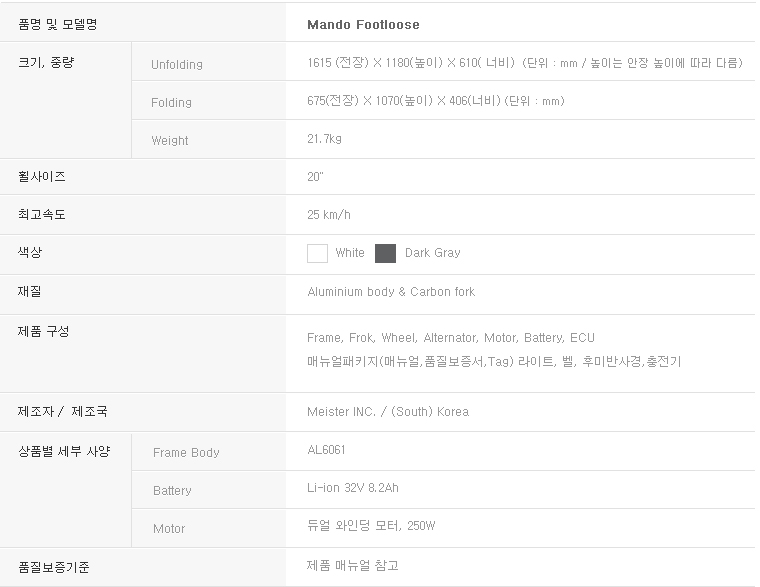 품명 및 모델명 Mando Footloose
크기, 중량 Unfolding 1615 (전장) X 1180(높이) X 610( 너비) (단위 : mm / 높이는 안장 높이에 따라 다름)
Folding 675(전장) X 1070(높이) X 406(너비) (단위 : mm)
Weight 21.7kg
휠사이즈 20"
최고속도 25 km/h
색상 White Dark Gray
재질 Aluminium body & Carbon fork
제품 구성 Frame, Frok, Wheel, Alternator, Motor, Battery, ECU
매뉴얼패키지(매뉴얼,품질보증서,Tag) 라이트, 벨, 후미반사경,충전기
제조자 / 제조국 Meister INC. / (South) Korea
상품별 세부 사양 Frame Body AL6061
Battery Li-ion 32V 8.2Ah
Motor 듀얼 와인딩 모터, 250W
품질보증기준 제품 매뉴얼 참고